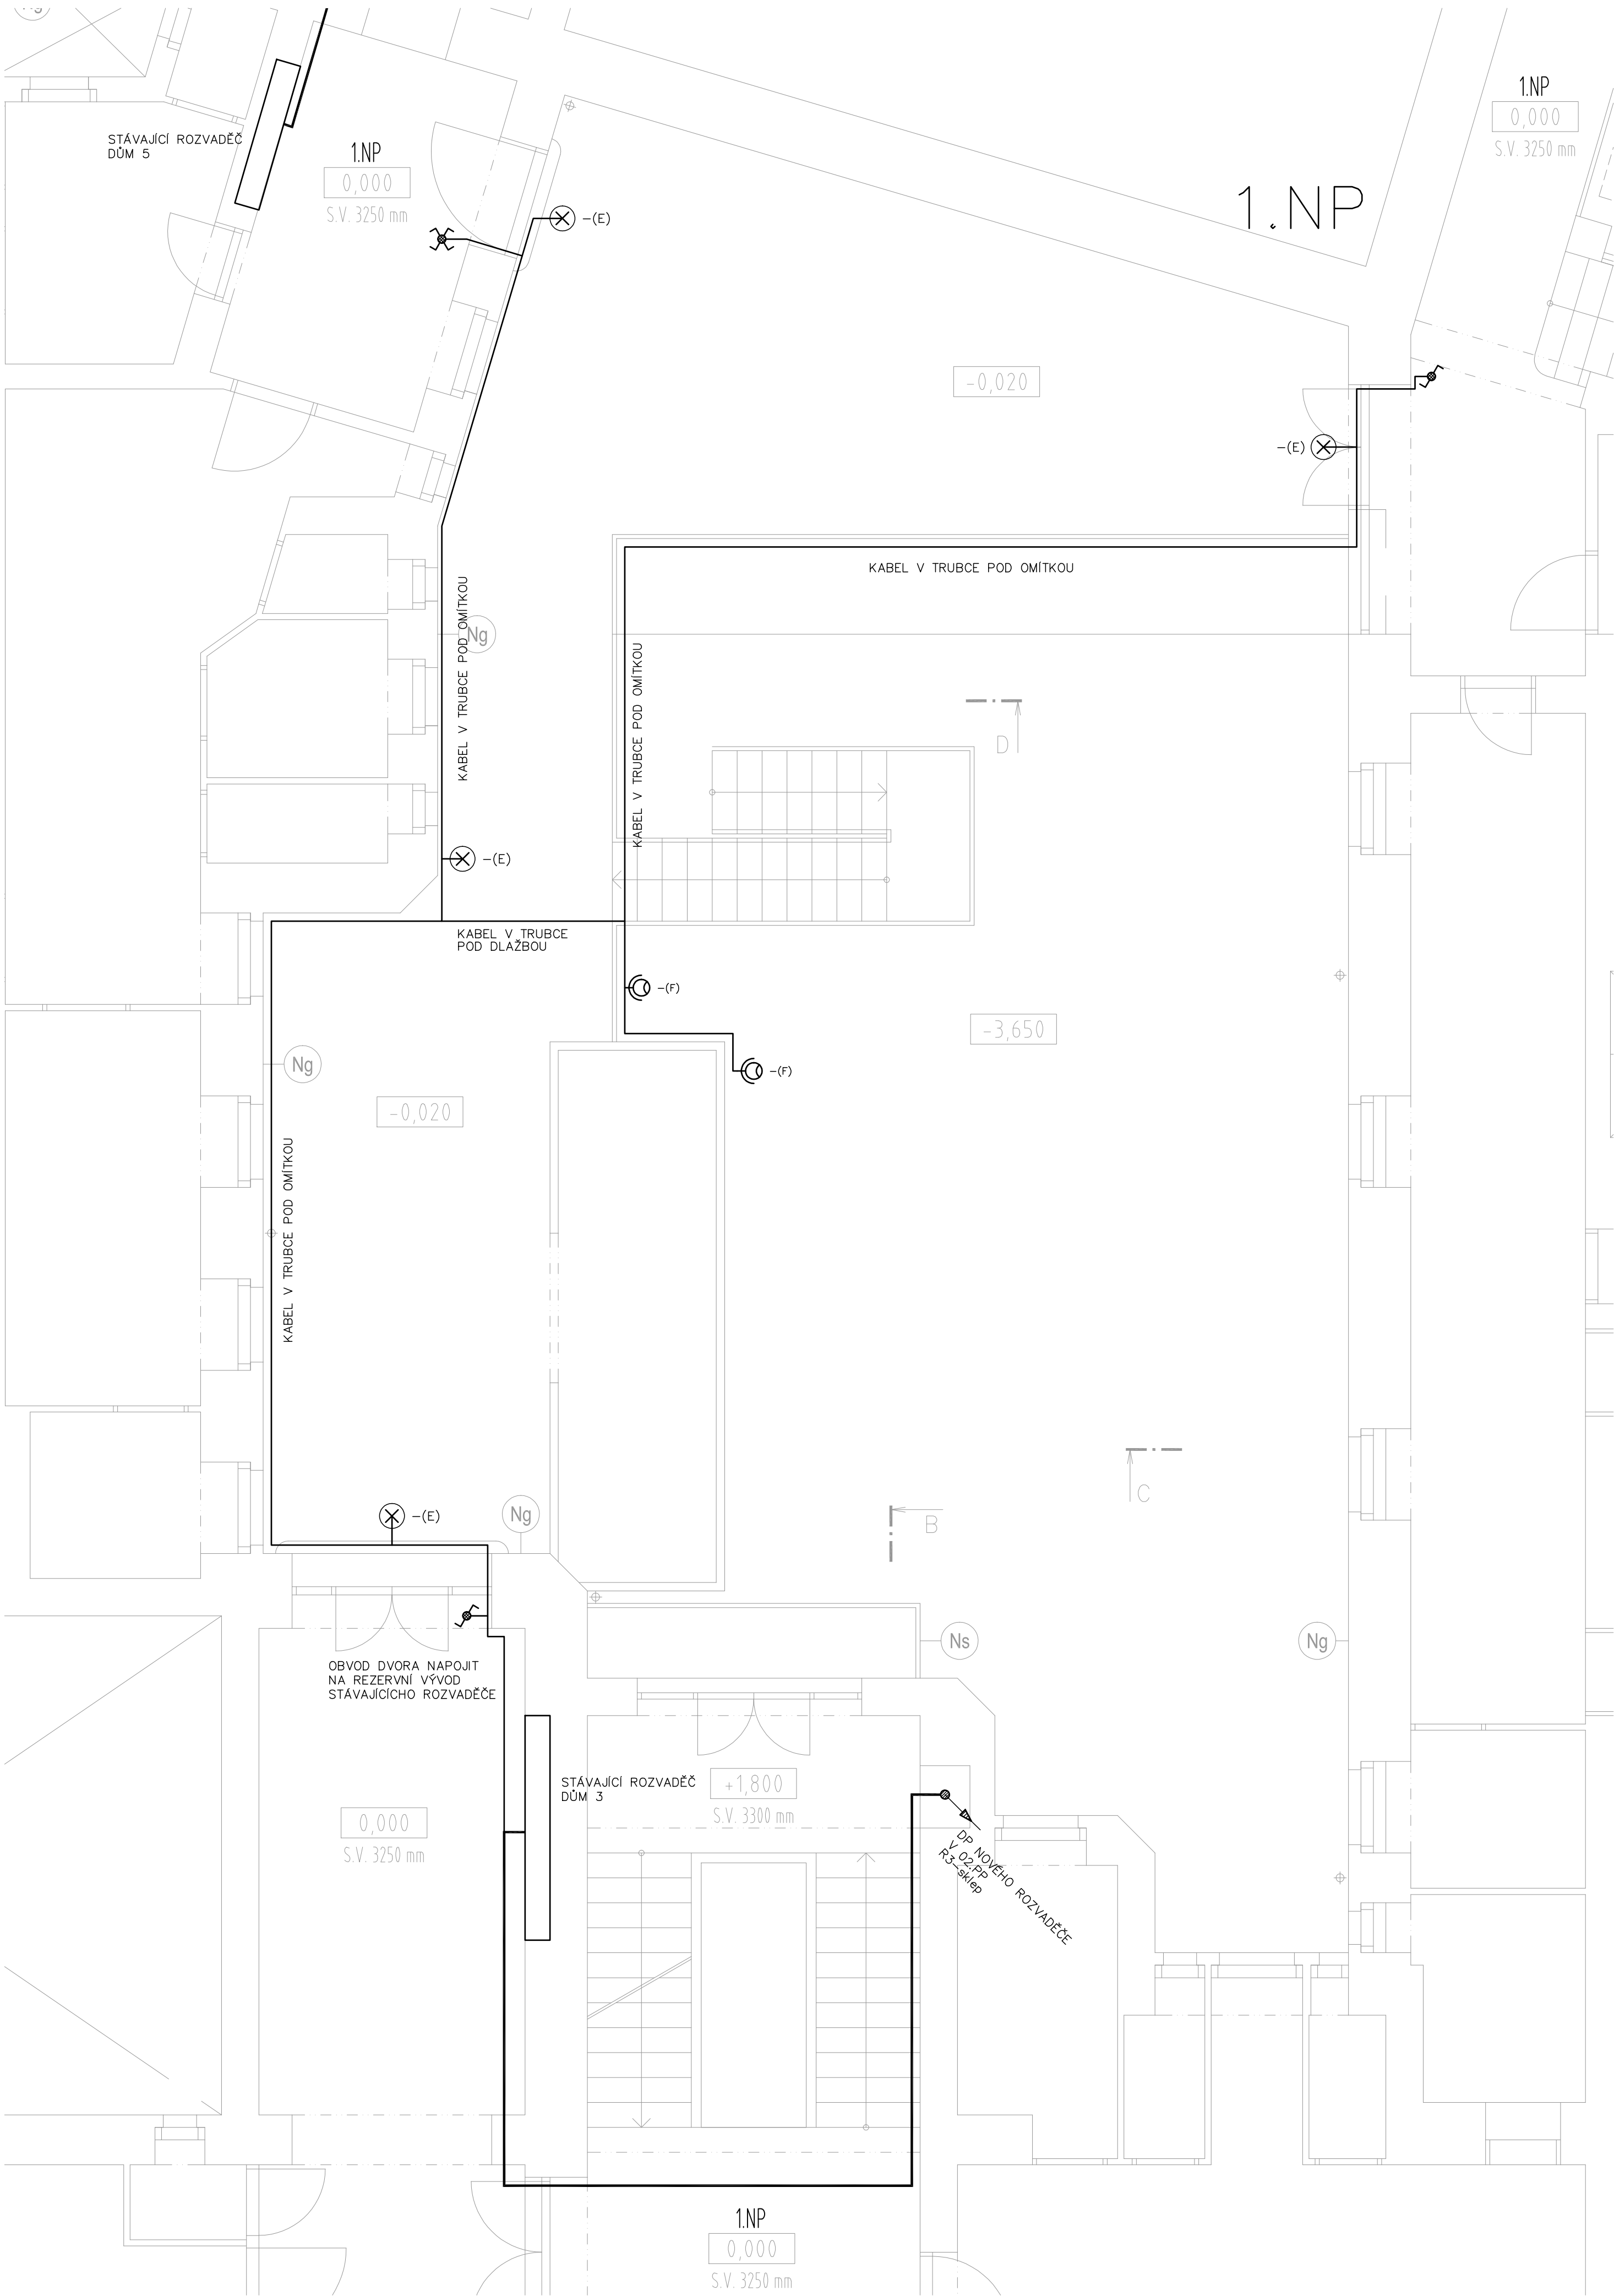 Ng
STÁVAJÍCÍ ROZVADĚČ
DŮM 5
1.NP
0,000
S.V. 3250 mm
1.NP
0,000
S.V. 3250 mm
1.NP
-(E)
-0,020
-(E)
KABEL V TRUBCE POD OMÍTKOU
KABEL V TRUBCE POD OMÍTKOU
Ng
KABEL V TRUBCE POD OMÍTKOU
D
-(E)
KABEL V TRUBCE
POD DLAŽBOU
-(F)
-3,650
-(F)
Ng
-0,020
KABEL V TRUBCE POD OMÍTKOU
C
B
-(E)
Ng
Ns
Ng
OBVOD DVORA NAPOJIT
NA REZERVNÍ VÝVOD
STÁVAJÍCÍCHO ROZVADĚČE
STÁVAJÍCÍ ROZVADĚČ
DŮM 3
+1,800
S.V. 3300 mm
0,000
S.V. 3250 mm
DP NOVÉHO ROZVADĚČE
V 02.PP
R3-sklep
1.NP
0,000
S.V. 3250 mm